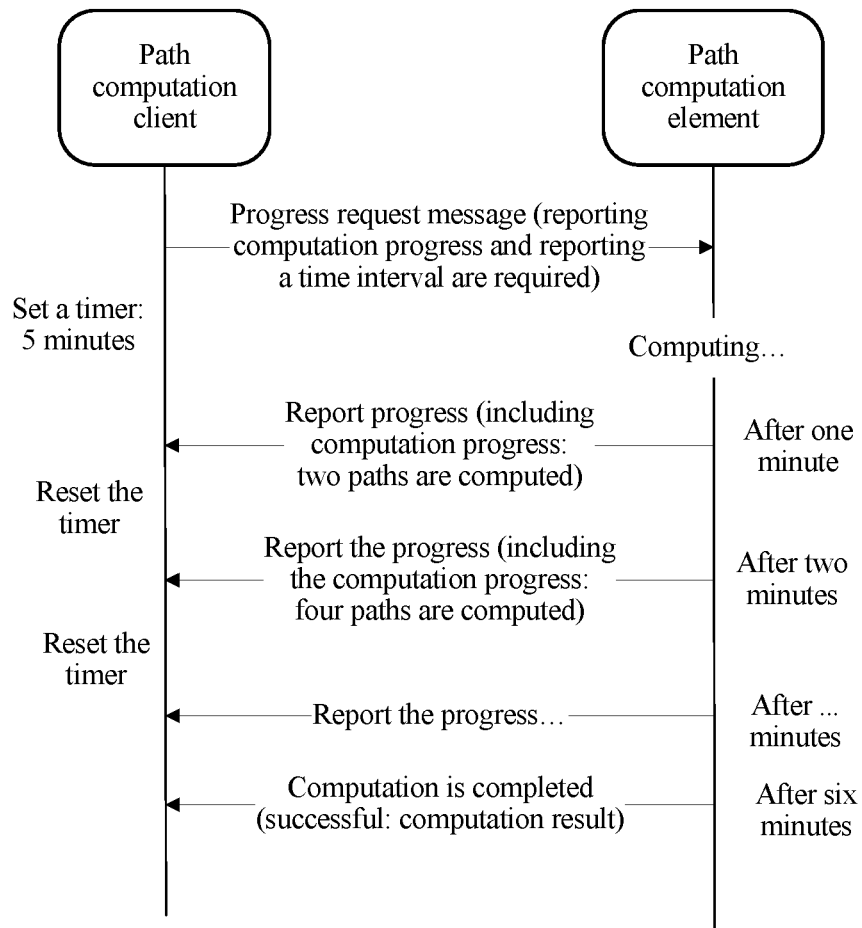 Path
computation
client
Path
computation
element
Progress request message (reporting
computation progress and reporting
a time interval are required)
Set a timer:
5 minutes
Computing…
Report progress (including
computation progress:
two paths are computed)
After one
minute
Reset the
timer
Report the progress (including
the computation progress:
four paths are computed)
After two
minutes
Reset the
timer
Report the progress…
After ...
minutes
Computation is completed
(successful: computation result)
After six
minutes